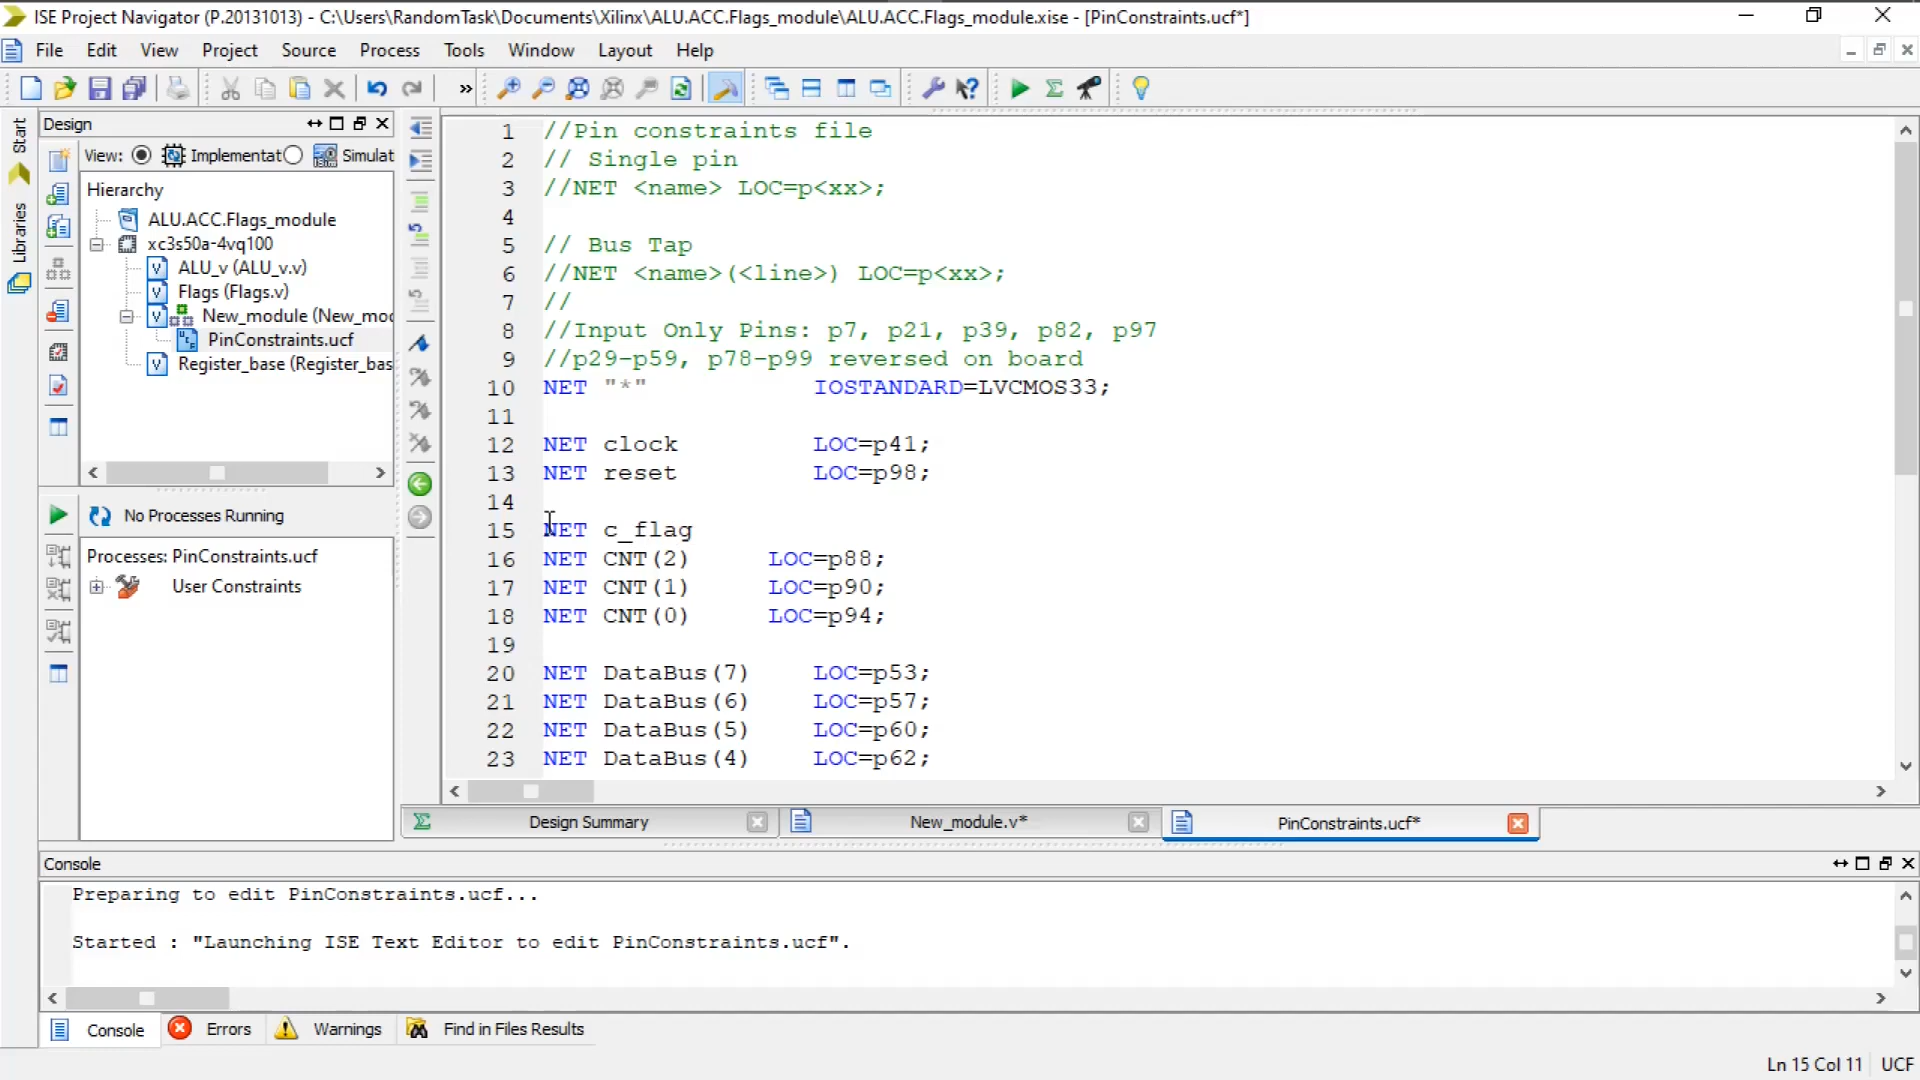 ISE Project Navigator (P.20131013) - C:\Users\RandomTask\Documents\Xilinx\ALU.ACC.Flags_module\ALU.ACC.Flags_module.xise - [PinConstraints.ucf*]
File Edit View Project Source Process Tools Window Layout Help
»
Start
Libraries
Design
View: Implementat Simulat
Hierarchy
ALU.ACC.Flags_module
xc3s50a-4vq100
ALU_v (ALU_v.v)
Flags (Flags.v)
New_module (New_mod
PinConstraints.ucf
Register_base (Register_bas
No Processes Running
Processes: PinConstraints.ucf
User Constraints
1 //Pin constraints file
2 // Single pin
3 //NET <name> LOC=p<xx>;
4
5 // Bus Tap
6 //NET <name>(<line>) LOC=p<xx>;
7 //
8 //Input Only Pins: p7, p21, p39, p82, p97
9 //p29-p59, p78-p99 reversed on board
10 NET "*" IOSTANDARD=LVCMOS33;
11
12 NET clock LOC=p41;
13 NET reset LOC=p98;
14
15 NET c_flag
16 NET CNT(2) LOC=p88;
17 NET CNT(1) LOC=p90;
18 NET CNT(0) LOC=p94;
19
20 NET DataBus(7) LOC=p53;
21 NET DataBus(6) LOC=p57;
22 NET DataBus(5) LOC=p60;
23 NET DataBus(4) LOC=p62;
Design Summary New_module.v* PinConstraints.ucf*
Console
Preparing to edit PinConstraints.ucf...
Started : "Launching ISE Text Editor to edit PinConstraints.ucf".
Console Errors Warnings Find in Files Results
Ln 15 Col 11 UCF